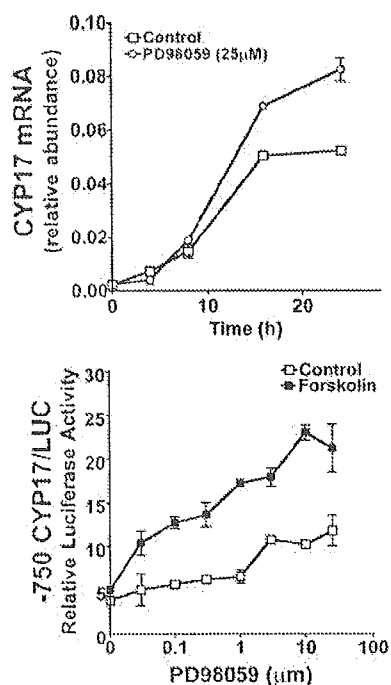 Control
PD98059 (25µM)
CYP17 mRNA
(relative abundance)
0.10
0.08
0.06
0.04
0.02
0.00
0 10 20
Time (h)
Control
Forskolin
-750 CYP17/LUC
Relative Luciferase Activity
30
25
20
15
10
5
0
0 0.1 1 10 100
PD98059 (µm)